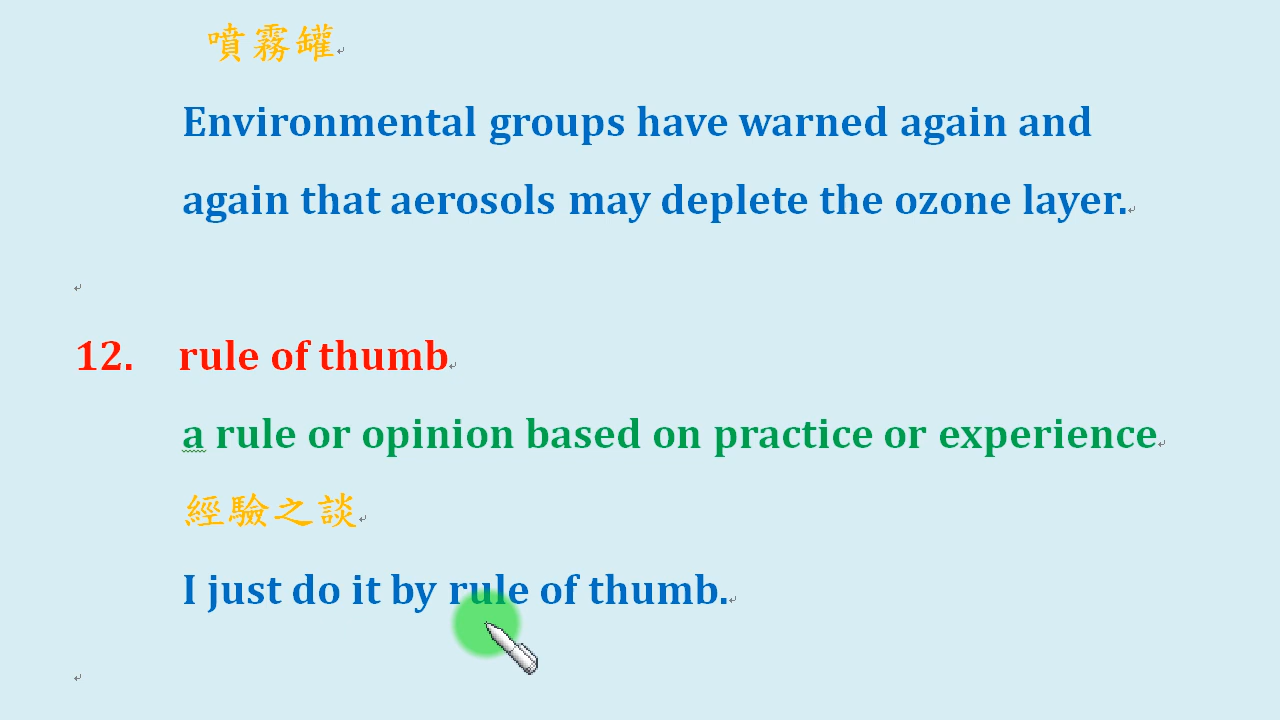 噴霧罐
Environmental groups have warned again and
again that aerosols may deplete the ozone layer.
12. rule of thumb
a rule or opinion based on practice or experience
經驗之談
I just do it by rule of thumb.